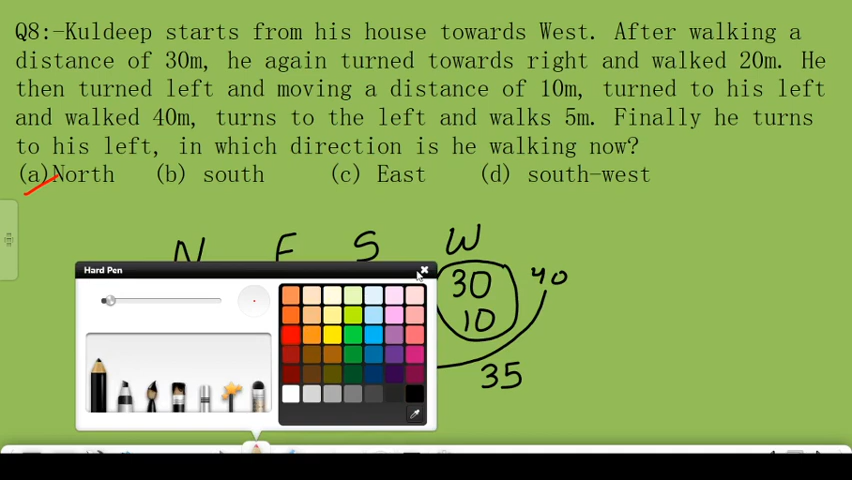 Q8:-Kuldeep starts from his house towards West. After walking a
distance of 30m, he again turned towards right and walked 20m. He
then turned left and moving a distance of 10m, turned to his left
and walked 40m, turns to the left and walks 5m. Finally he turns
to his left, in which direction is he walking now?
(a)North (b) south (c) East (d) south-west
N E S W
Hard Pen
30 40
10
35